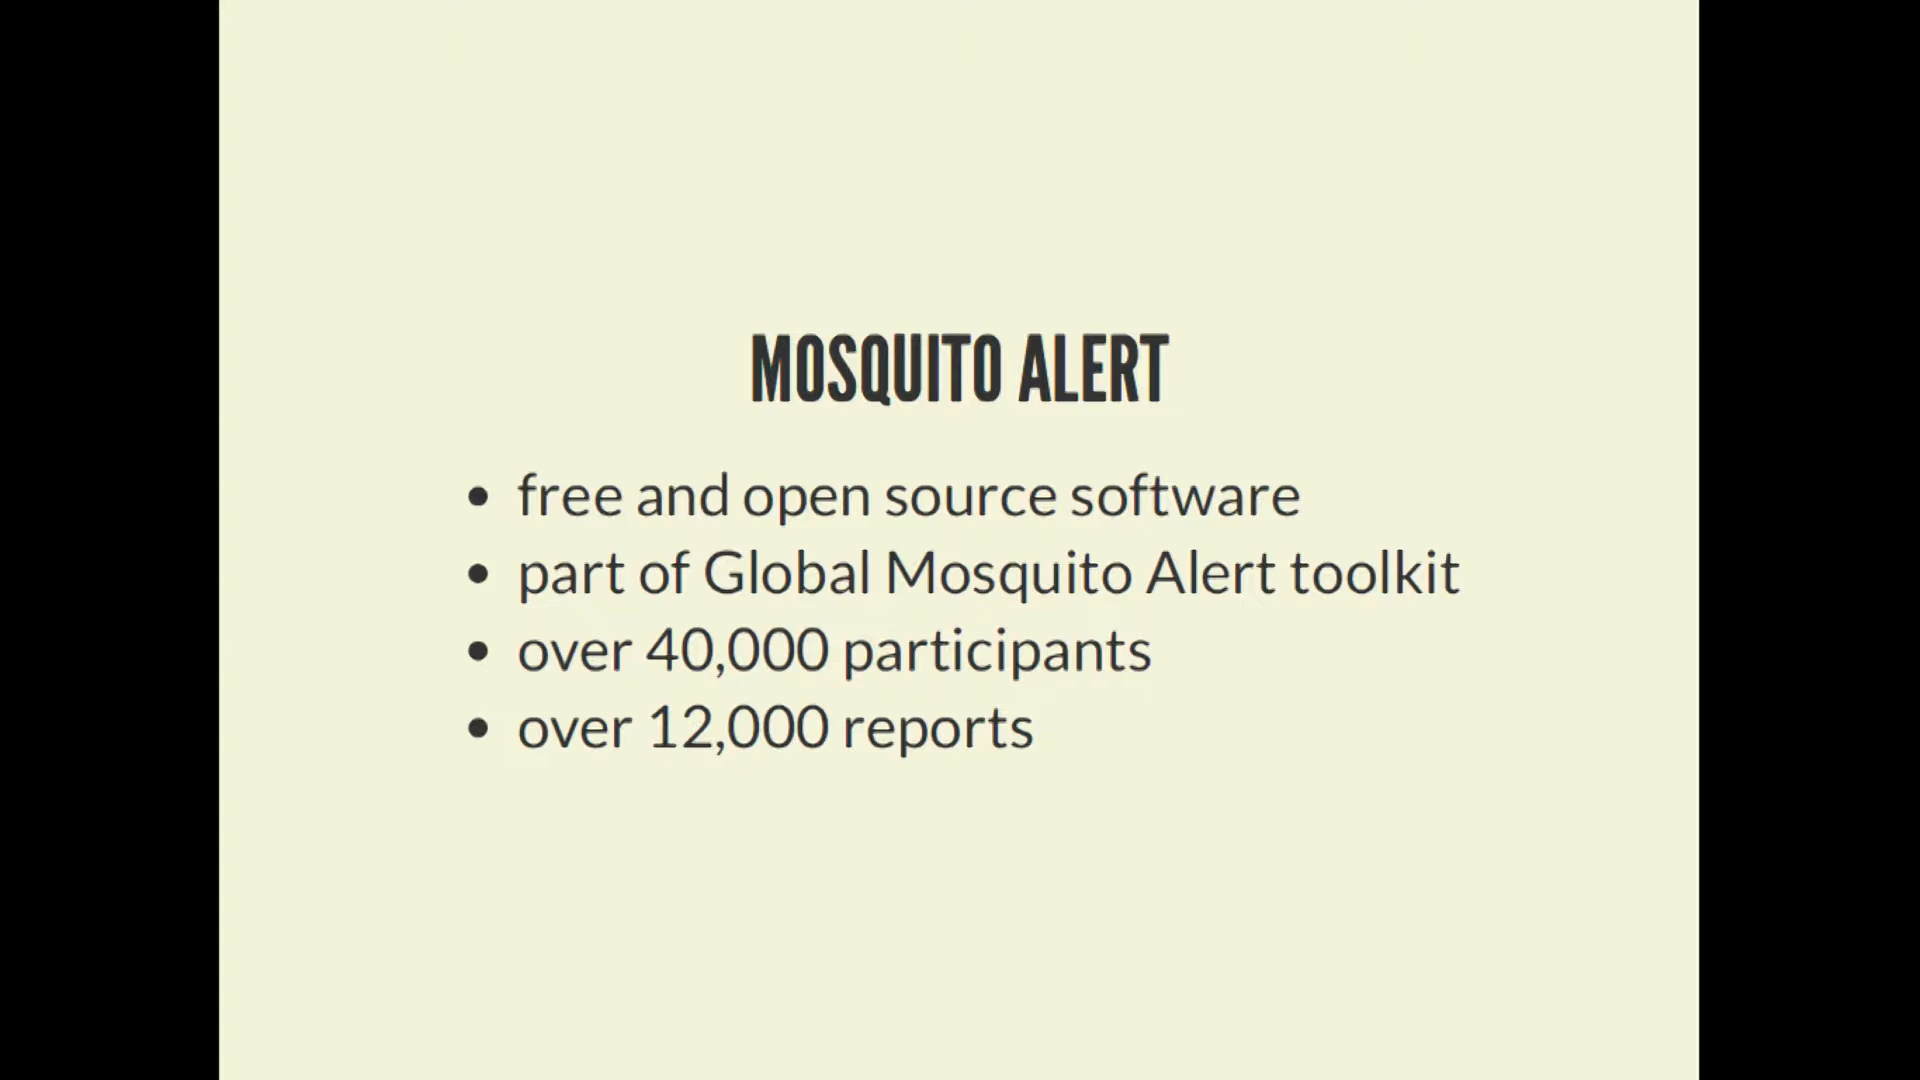 MOSQUITO ALERT
• free and open source software
• part of Global Mosquito Alert toolkit
• over 40,000 participants
• over 12,000 reports